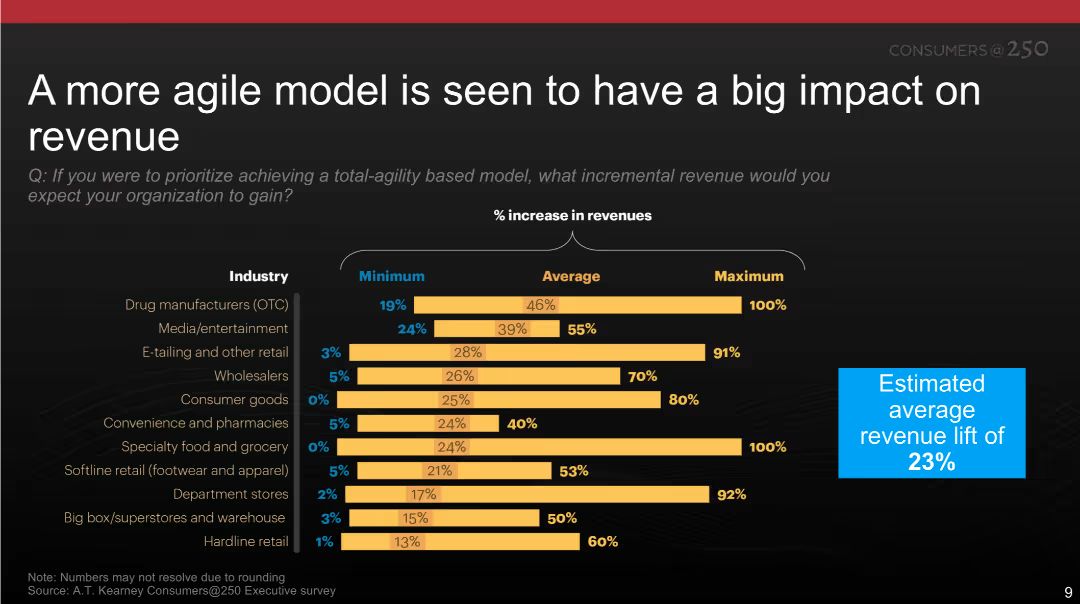 CONSUMERS@250
A more agile model is seen to have a big impact on
revenue
Q: If you were to prioritize achieving a total-agility based model, what incremental revenue would you
expect your organization to gain?
% increase in revenues
Industry Minimum Average Maximum
Drug manufacturers (OTC) 19% 46% 100%
Media/entertainment 24% 39% 55%
E-tailing and other retail 3% 28% 91%
Wholesalers 5% 26% 70%
Consumer goods 0% 25% 80%
Convenience and pharmacies 5% 24% 40%
Specialty food and grocery 0% 24% 100%
Softline retail (footwear and apparel) 5% 21% 53%
Department stores 2% 17% 92%
Big box/superstores and warehouse 3% 15% 50%
Hardline retail 1% 13% 60%
Estimated
average
revenue lift of
23%
Note: Numbers may not resolve due to rounding
Source: A.T. Kearney Consumers@250 Executive survey
9